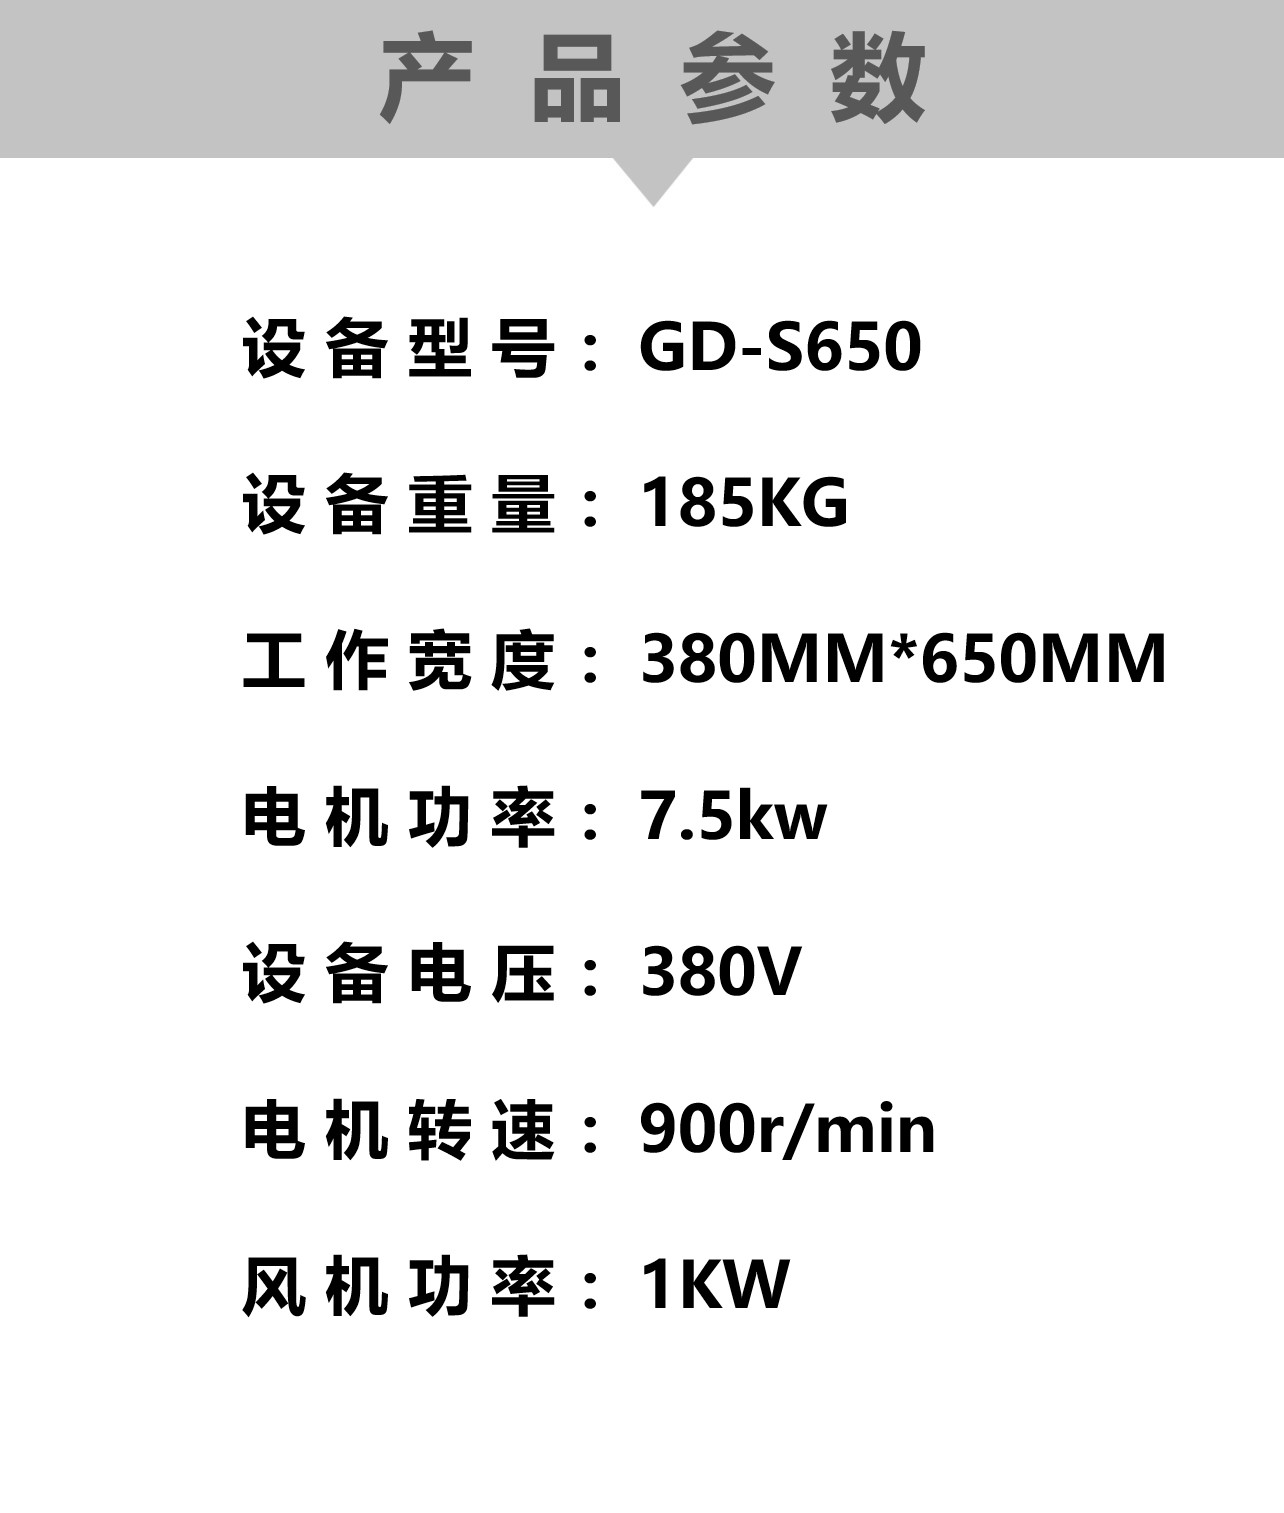 产品参数
设备型号：GD-S650
设备重量：185KG
工作宽度：380MM*650MM
电机功率：7.5kw
设备电压：380V
电机转速：900r/min
风机功率：1KW